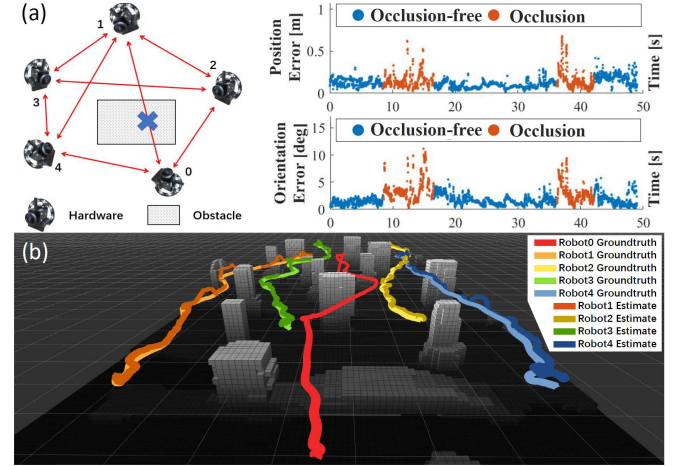 (a)
1
2
3
4
0
Hardware
Obstacle
Position
Error [m]
1
0.5
0
Occlusion-free
Occlusion
Time [s]
0
10
20
30
40
50
Orientation
Error [deg]
15
10
5
0
Occlusion-free
Occlusion
Time [s]
0
10
20
30
40
50
(b)
Robot0 Groundtruth
Robot1 Groundtruth
Robot2 Groundtruth
Robot3 Groundtruth
Robot4 Groundtruth
Robot1 Estimate
Robot2 Estimate
Robot3 Estimate
Robot4 Estimate